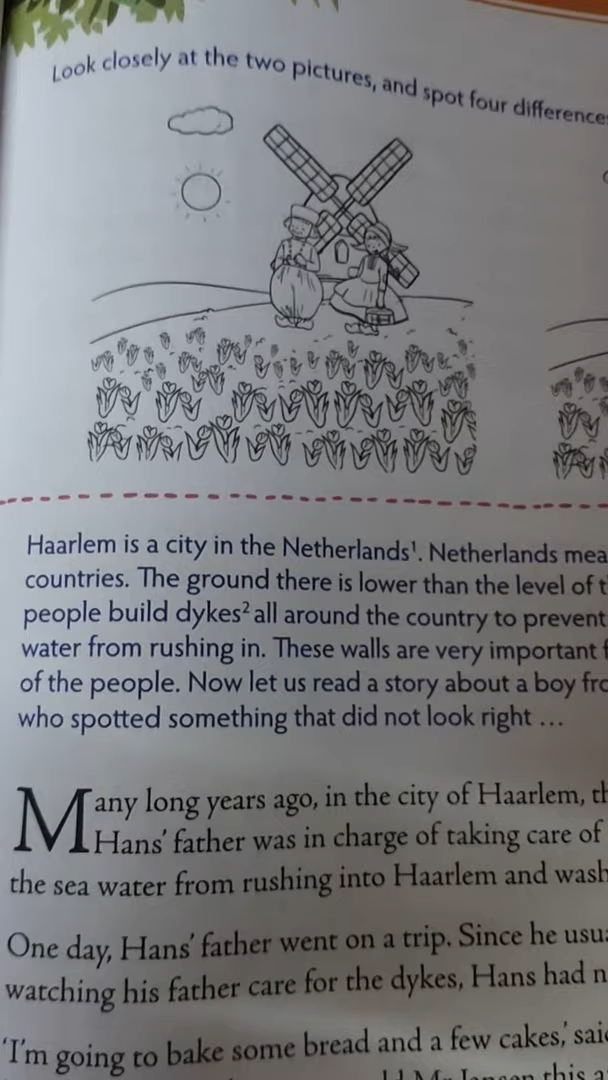 Look closely at the two pictures, and spot four difference
Haarlem is a city in the Netherlands¹. Netherlands mea
countries. The ground there is lower than the level of t
people build dykes² all around the country to prevent
water from rushing in. These walls are very important f
of the people. Now let us read a story about a boy fro
who spotted something that did not look right ...
Many long years ago, in the city of Haarlem, th
Hans' father was in charge of taking care of
the sea water from rushing into Haarlem and wash
One day, Hans' father went on a trip. Since he usua
watching his father care for the dykes, Hans had n
'I'm going to bake some bread and a few cakes,' said
this a